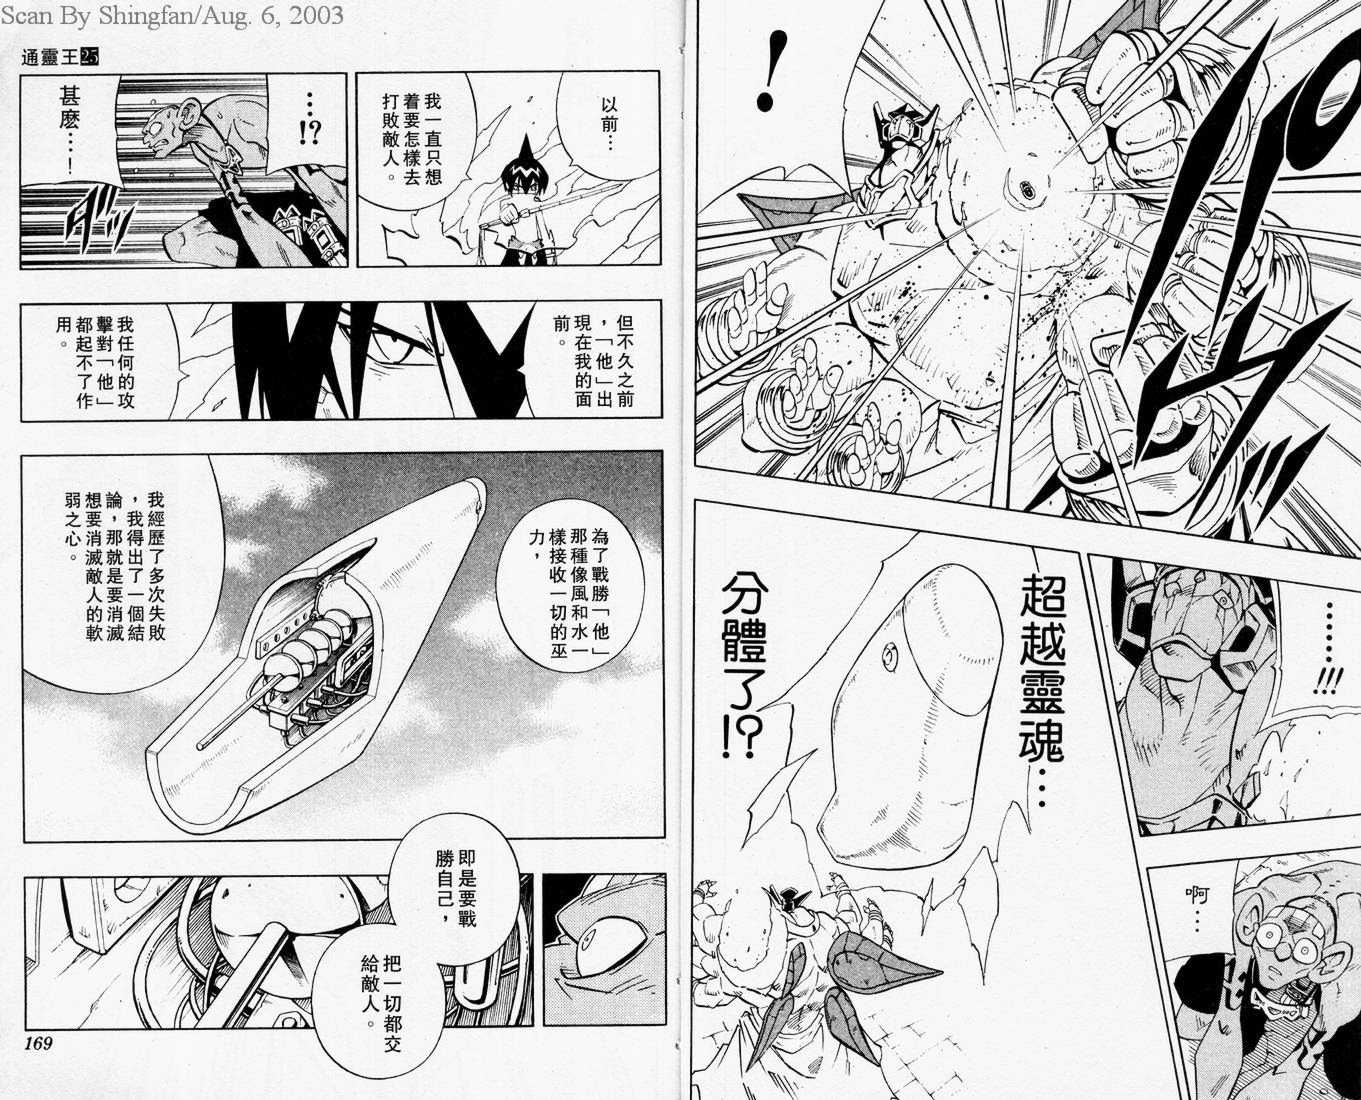 Scan By Shingfan/Aug. 6, 2003
通靈王25
！
パ
アッ
……!!!
啊…
超越靈魂…
分體了!?
以前…
我一直只想
着要怎樣去
打敗敵人。
…!?
甚麼…！
ダッ
但不久之前
，「他」出
現在我的面
前。
我任何的攻
擊對「他」
都起不了作
用。
為了戰勝「他」
那種像風和水一
樣接收一切的巫
力，
我經歷了多次失敗
，我得出了一個結
論，那就是要消滅
想要消滅敵人的軟
弱之心。
即是要戰
勝自己，
把一切都交
給敵人。
169